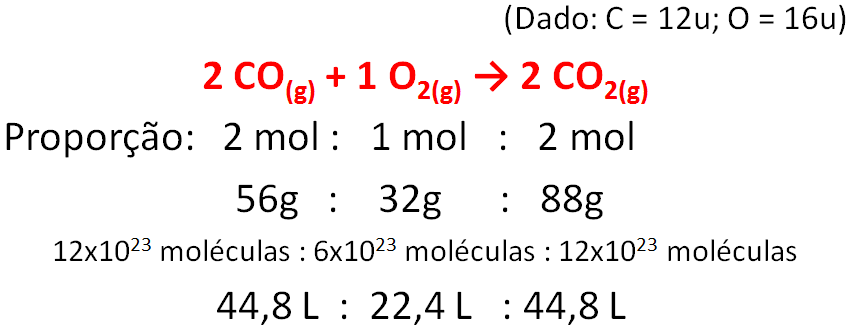 (Dado: C = 12u; O = 16u)
2 CO(g) + 1 O2(g) → 2 CO2(g)
Proporção: 2 mol : 1 mol : 2 mol
56g : 32g : 88g
12x10²³ moléculas : 6x10²³ moléculas : 12x10²³ moléculas
44,8 L : 22,4 L : 44,8 L